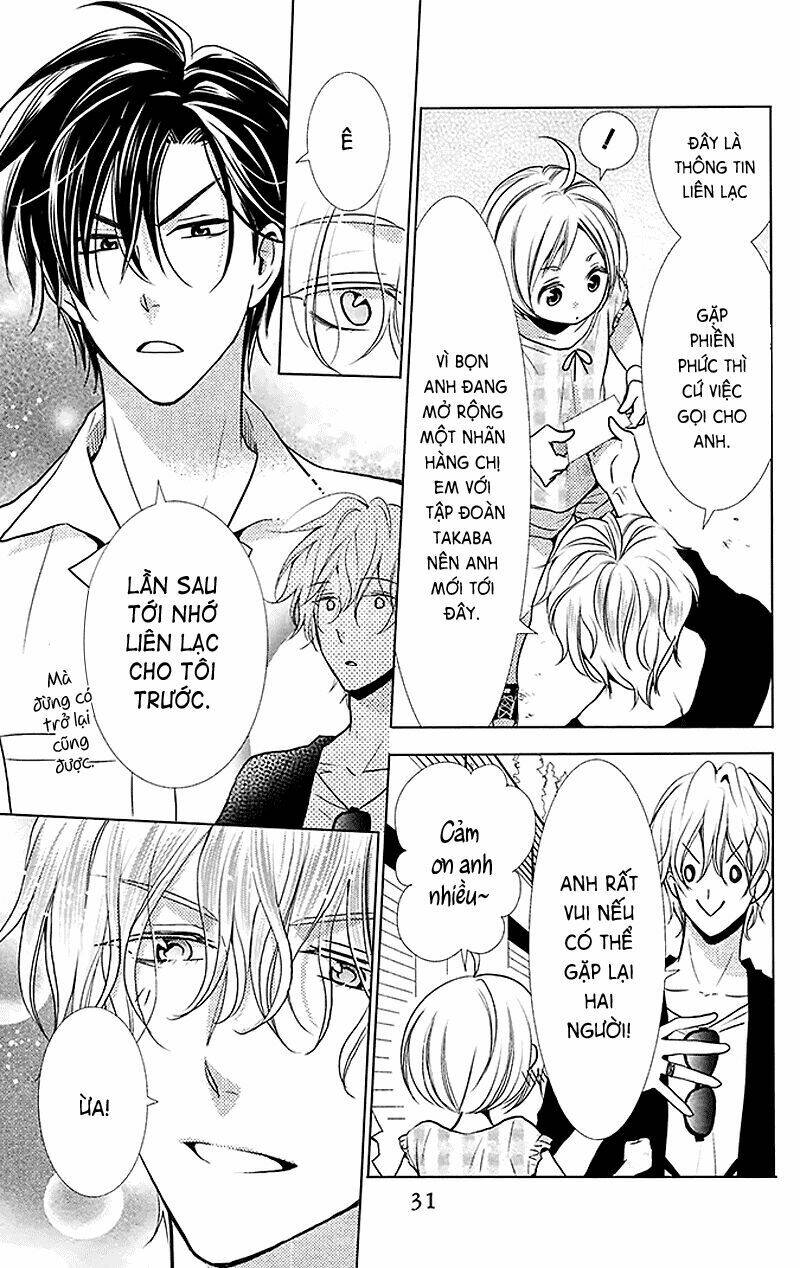 ĐÂY LÀ
THÔNG TIN
LIÊN LẠC
!
GẶP
PHIỀN
PHỨC THÌ
CỨ VIỆC
GỌI CHO
ANH.
VÌ BỌN
ANH ĐANG
MỞ RỘNG
MỘT NHÃN
HÀNG CHỊ
EM VỚI
TẬP ĐOÀN
TAKABA
NÊN ANH
MỚI TỚI
ĐÂY.
ANH RẤT
VUI NẾU
CÓ THỂ
GẶP LẠI
HAI
NGƯỜI!
Cảm
ơn anh
nhiều~
Ê
LẦN SAU
TỚI NHỚ
LIÊN LẠC
CHO TÔI
TRƯỚC.
Mà
đừng có
trở lại
cũng
được.
ỪA!
31